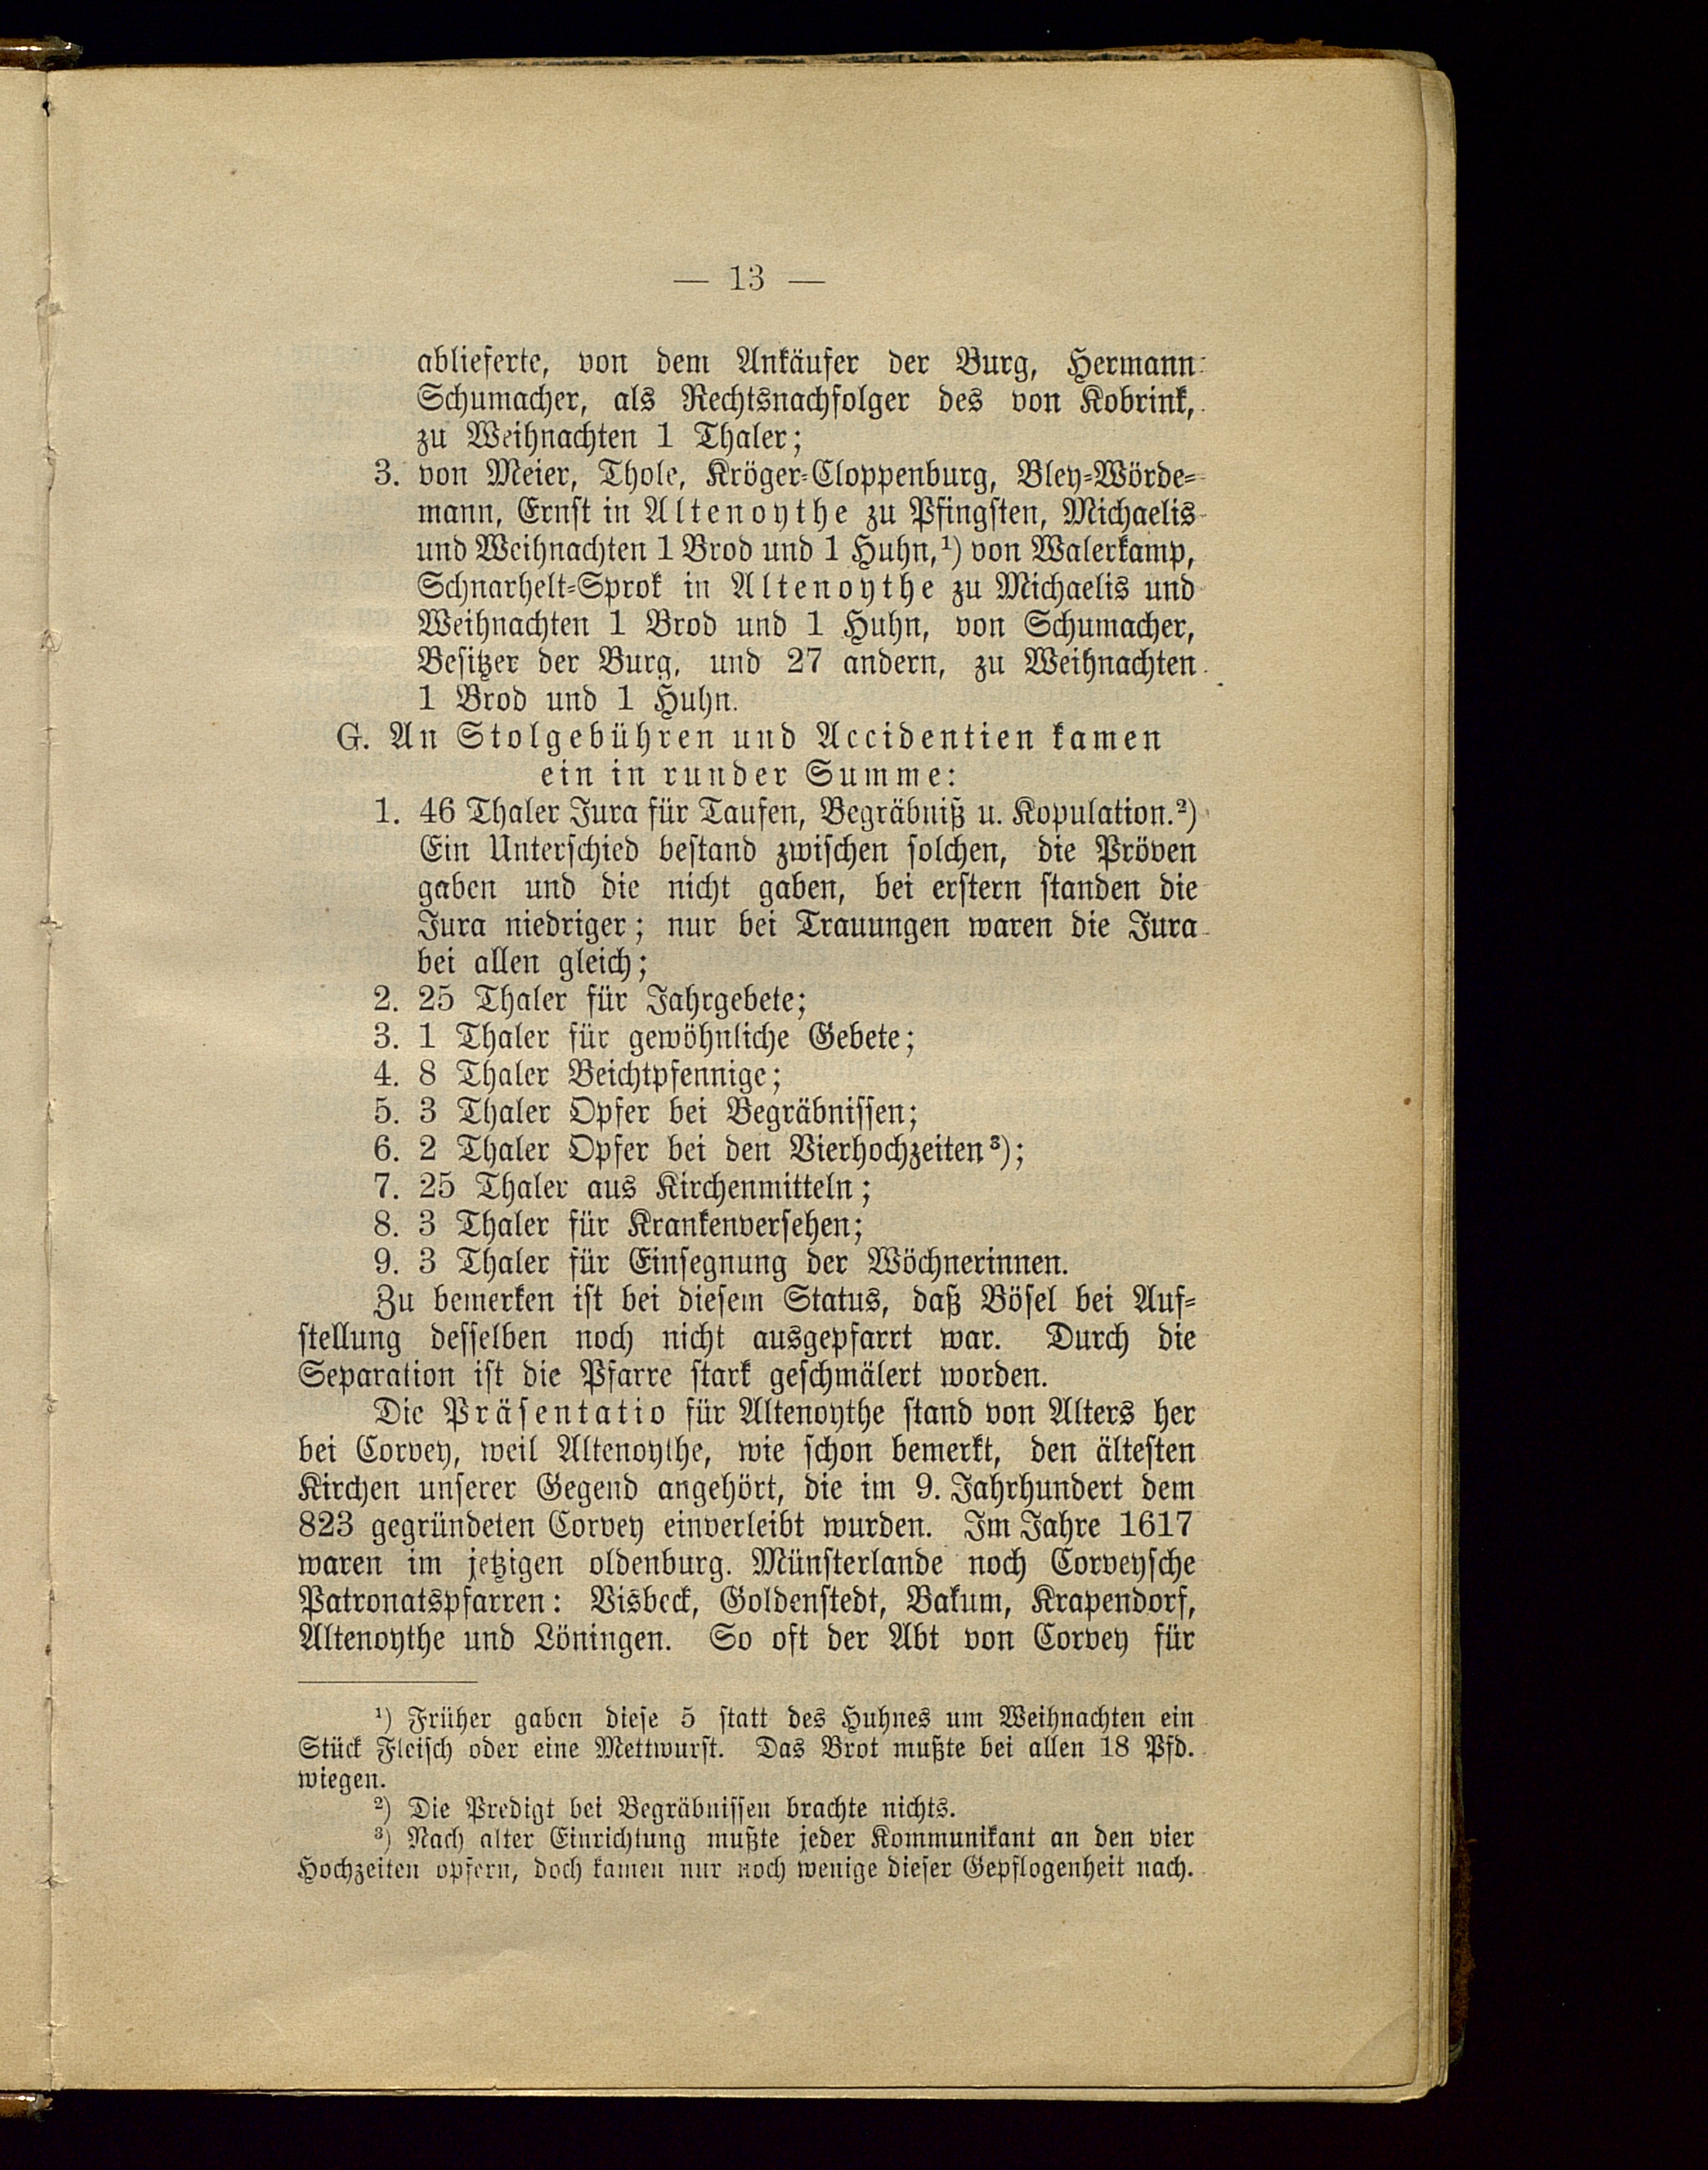 — 13 —
ablieferte, von dem Ankäufer der Burg, Hermann
Schumacher, als Rechtsnachfolger des von Kobrink,
zu Weihnachten 1 Thaler;
3. von Meier, Thole, Kröger-Cloppenburg, Bley-Wörde-
mann, Ernst in Altenoythe zu Pfingsten, Michaelis
und Weihnachten 1 Brod und 1 Huhn,¹) von Walerkamp,
Schnarhelt-Sprok in Altenoythe zu Michaelis und
Weihnachten 1 Brod und 1 Huhn, von Schumacher,
Besitzer der Burg, und 27 andern, zu Weihnachten
1 Brod und 1 Huhn.
G. An Stolgebühren und Accidentien kamen
ein in runder Summe:
1. 46 Thaler Jura für Taufen, Begräbniß u. Kopulation.²)
Ein Unterschied bestand zwischen solchen, die Pröven
gaben und die nicht gaben, bei erstern standen die
Jura niedriger; nur bei Trauungen waren die Jura
bei allen gleich;
2. 25 Thaler für Jahrgebete;
3. 1 Thaler für gewöhnliche Gebete;
4. 8 Thaler Beichtpfennige;
5. 3 Thaler Opfer bei Begräbnissen;
6. 2 Thaler Opfer bei den Vierhochzeiten³);
7. 25 Thaler aus Kirchenmitteln;
8. 3 Thaler für Krankenversehen;
9. 3 Thaler für Einsegnung der Wöchnerinnen.
Zu bemerken ist bei diesem Status, daß Bösel bei Auf-
stellung desselben noch nicht ausgepfarrt war. Durch die
Separation ist die Pfarre stark geschmälert worden.
Die Präsentatio für Altenoythe stand von Alters her
bei Corvey, weil Altenoythe, wie schon bemerkt, den ältesten
Kirchen unserer Gegend angehört, die im 9. Jahrhundert dem
823 gegründeten Corvey einverleibt wurden. Im Jahre 1617
waren im jetzigen oldenburg. Münsterlande noch Corveysche
Patronatspfarren: Visbeck, Goldenstedt, Bakum, Krapendorf,
Altenoythe und Löningen. So oft der Abt von Corvey für
¹) Früher gaben diese 5 statt des Huhnes um Weihnachten ein
Stück Fleisch oder eine Mettwurst. Das Brot mußte bei allen 18 Pfd.
wiegen.
²) Die Predigt bei Begräbnissen brachte nichts.
³) Nach alter Einrichtung mußte jeder Kommunikant an den vier
Hochzeiten opfern, doch kamen nur noch wenige dieser Gepflogenheit nach.